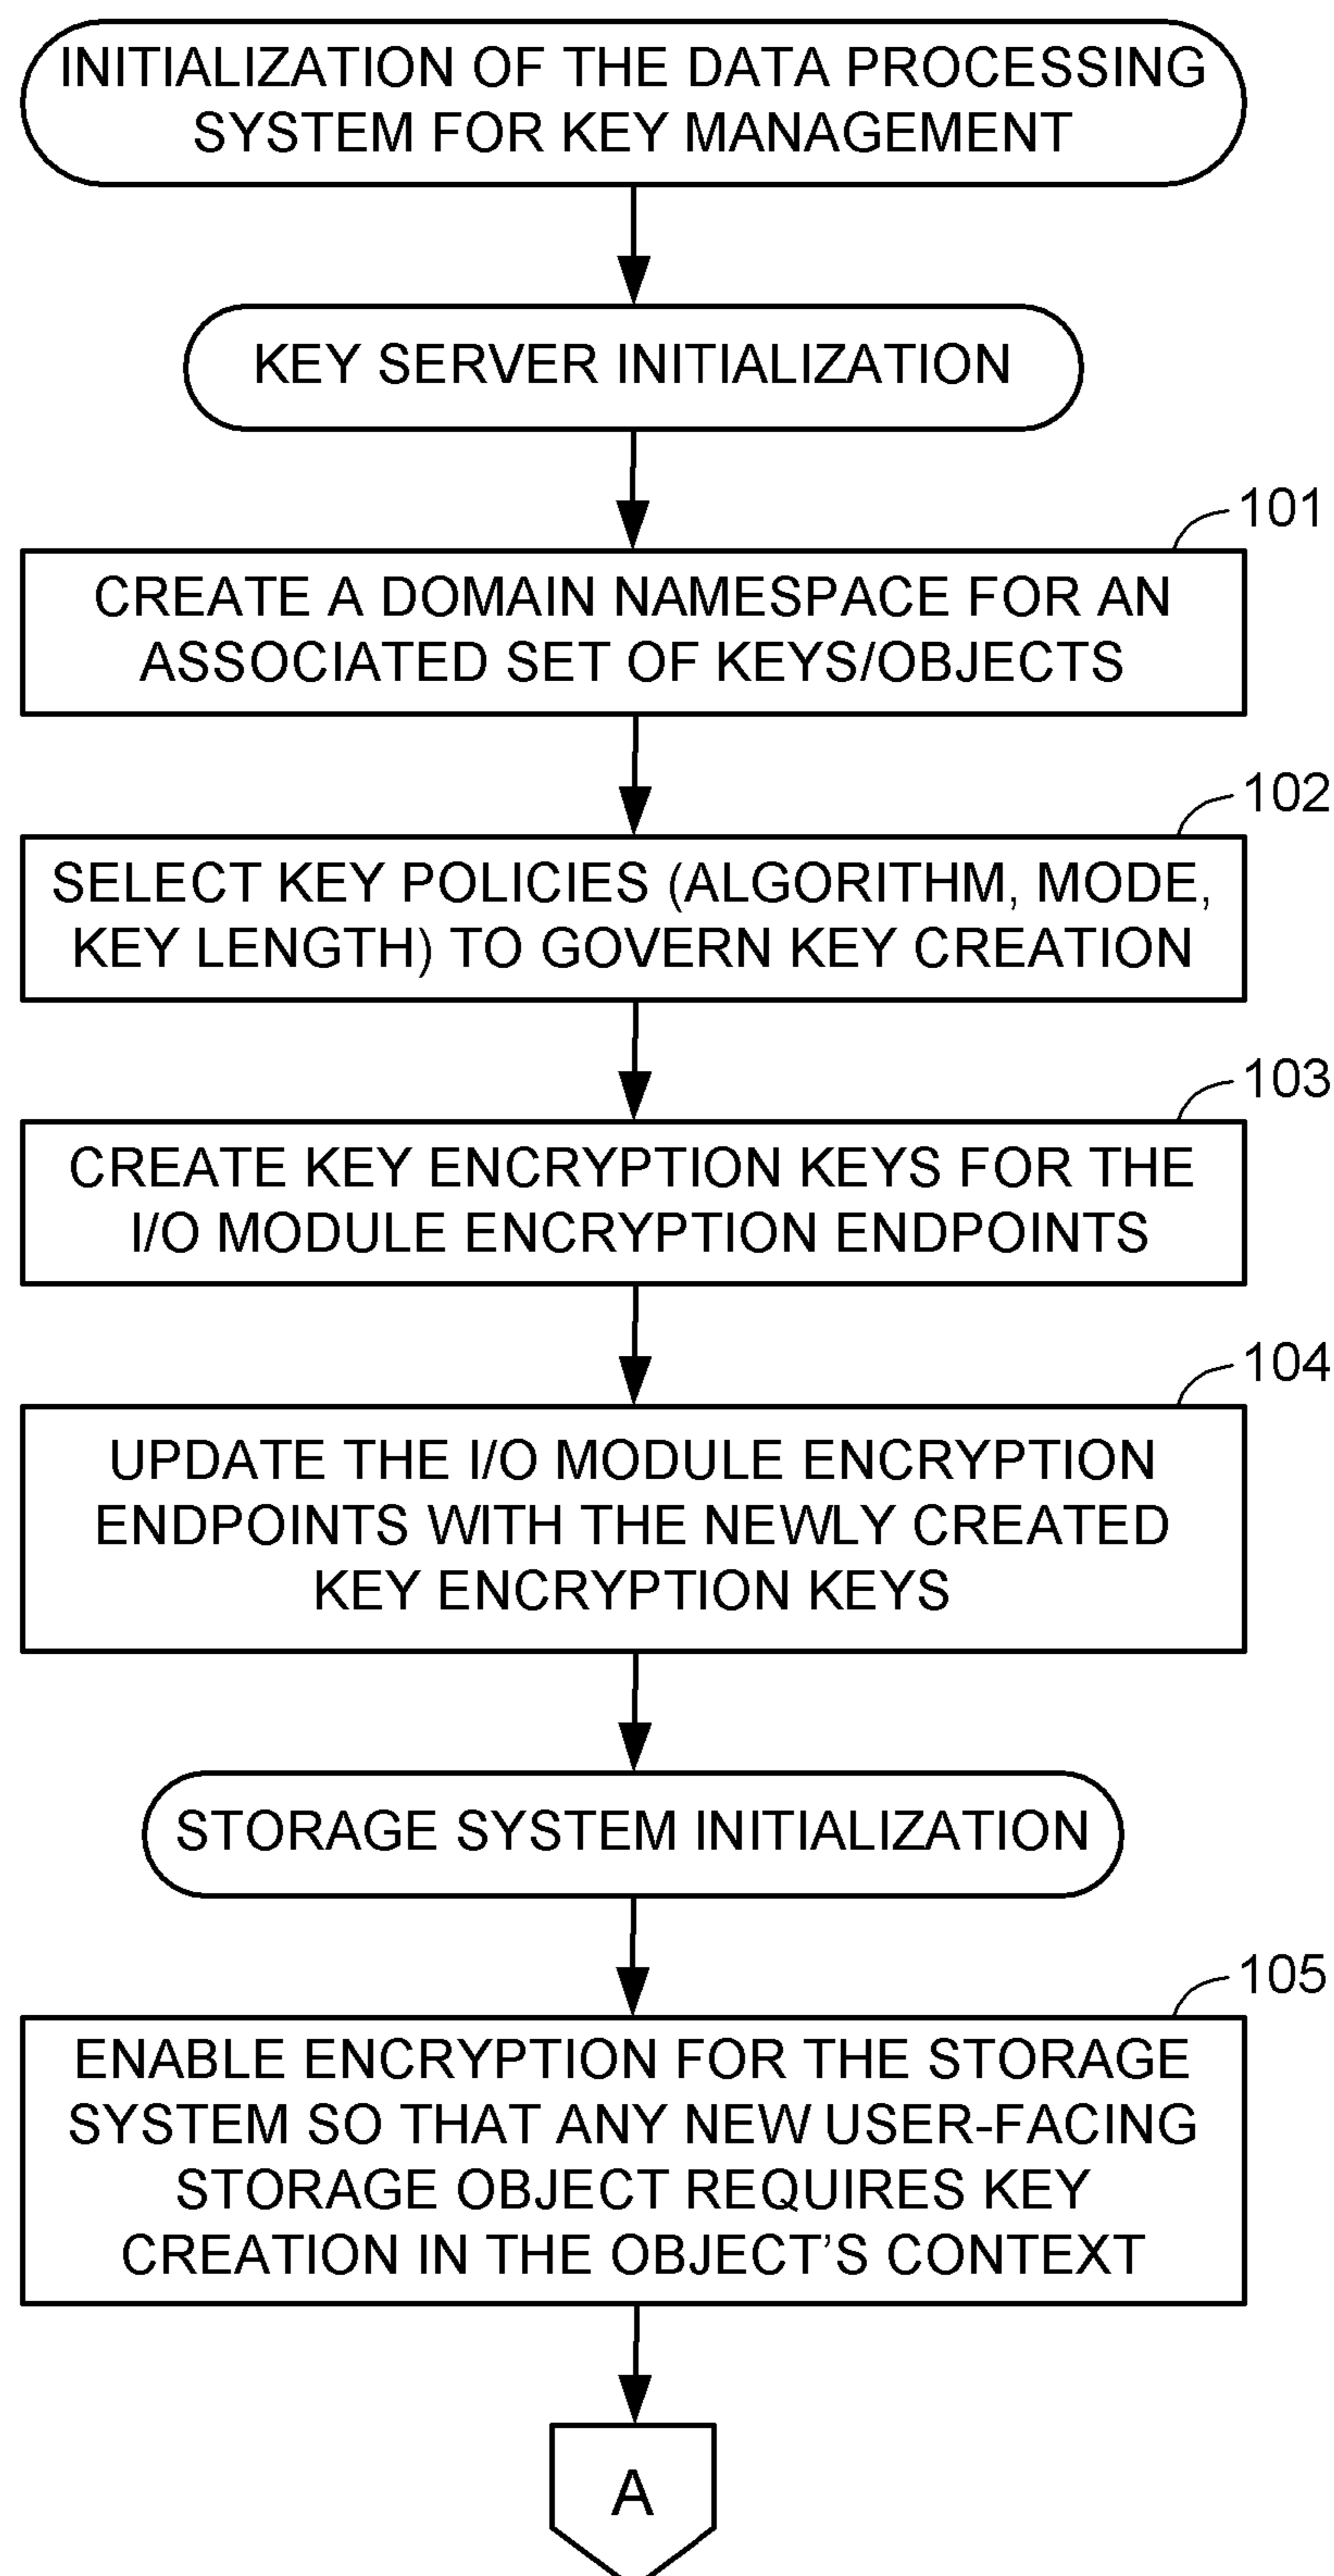 INITIALIZATION OF THE DATA PROCESSING
SYSTEM FOR KEY MANAGEMENT
KEY SERVER INITIALIZATION
101
CREATE A DOMAIN NAMESPACE FOR AN
ASSOCIATED SET OF KEYS/OBJECTS
102
SELECT KEY POLICIES (ALGORITHM, MODE,
KEY LENGTH) TO GOVERN KEY CREATION
103
CREATE KEY ENCRYPTION KEYS FOR THE
I/O MODULE ENCRYPTION ENDPOINTS
104
UPDATE THE I/O MODULE ENCRYPTION
ENDPOINTS WITH THE NEWLY CREATED
KEY ENCRYPTION KEYS
STORAGE SYSTEM INITIALIZATION
105
ENABLE ENCRYPTION FOR THE STORAGE
SYSTEM SO THAT ANY NEW USER-FACING
STORAGE OBJECT REQUIRES KEY
CREATION IN THE OBJECT’S CONTEXT
A